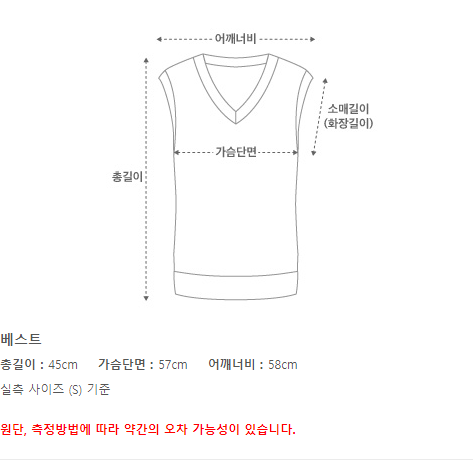 어깨너비
소매길이
(화장길이)
가슴단면
총길이
베스트
총길이 : 45cm 가슴단면 : 57cm 어깨너비 : 58cm
실측 사이즈 (S) 기준
원단, 측정방법에 따라 약간의 오차 가능성이 있습니다.